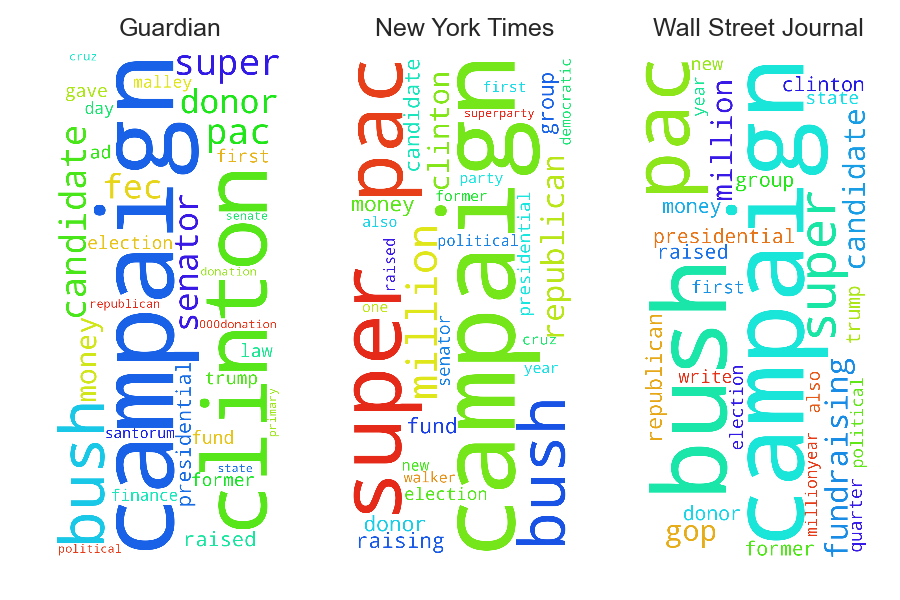 Guardian
cruz
super
malley
gave
day
donor
campaign
pac
candidate
ad
first
fec
clinton
senator
senate
election
donation
republican
000donation
money
law
trump
presidential
primary
bush
santorum
fund
state
former
finance
raised
political
New York Times
pac
candidate
clinton
campaign
first
group
democratic
superparty
republican
party
former
money
also
presidential
million
political
raised
super
one
senator
cruz
year
bush
fund
new
walker
election
donor
raising
Wall Street Journal
pac
new
year
million
campaign
clinton
state
candidate
group
money
super
presidential
raised
bush
first
trump
republican
write
election
also
fundraising
political
millionyear
quarter
donor
gop
former